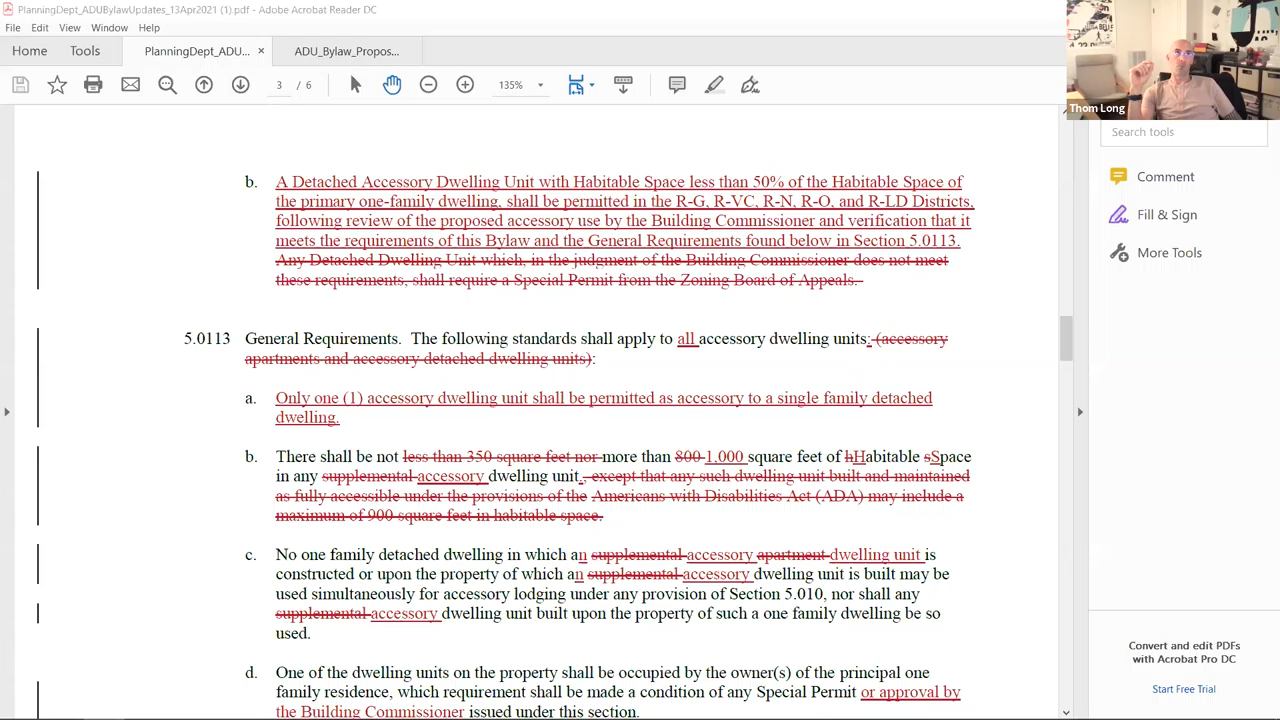 PlanningDept_ADUBylawUpdates_13Apr2021 (1).pdf - Adobe Acrobat Reader DC
File Edit View Window Help
Home Tools PlanningDept_ADU... × ADU_Bylaw_Propos...
3 / 6 135%
Thom Long
Search tools
Comment
Fill & Sign
More Tools
b. A Detached Accessory Dwelling Unit with Habitable Space less than 50% of the Habitable Space of
the primary one-family dwelling, shall be permitted in the R-G, R-VC, R-N, R-O, and R-LD Districts,
following review of the proposed accessory use by the Building Commissioner and verification that it
meets the requirements of this Bylaw and the General Requirements found below in Section 5.0113.
Any Detached Dwelling Unit which, in the judgment of the Building Commissioner does not meet
these requirements, shall require a Special Permit from the Zoning Board of Appeals.
5.0113 General Requirements. The following standards shall apply to all accessory dwelling units: (accessory
apartments and accessory detached dwelling units):
a. Only one (1) accessory dwelling unit shall be permitted as accessory to a single family detached
dwelling.
b. There shall be not less than 350 square feet nor more than 800 1,000 square feet of hHabitable sSpace
in any supplemental accessory dwelling unit., except that any such dwelling unit built and maintained
as fully accessible under the provisions of the Americans with Disabilities Act (ADA) may include a
maximum of 900 square feet in habitable space.
c. No one family detached dwelling in which an supplemental accessory apartment dwelling unit is
constructed or upon the property of which an supplemental accessory dwelling unit is built may be
used simultaneously for accessory lodging under any provision of Section 5.010, nor shall any
supplemental accessory dwelling unit built upon the property of such a one family dwelling be so
used.
d. One of the dwelling units on the property shall be occupied by the owner(s) of the principal one
family residence, which requirement shall be made a condition of any Special Permit or approval by
the Building Commissioner issued under this section.
Convert and edit PDFs
with Acrobat Pro DC
Start Free Trial